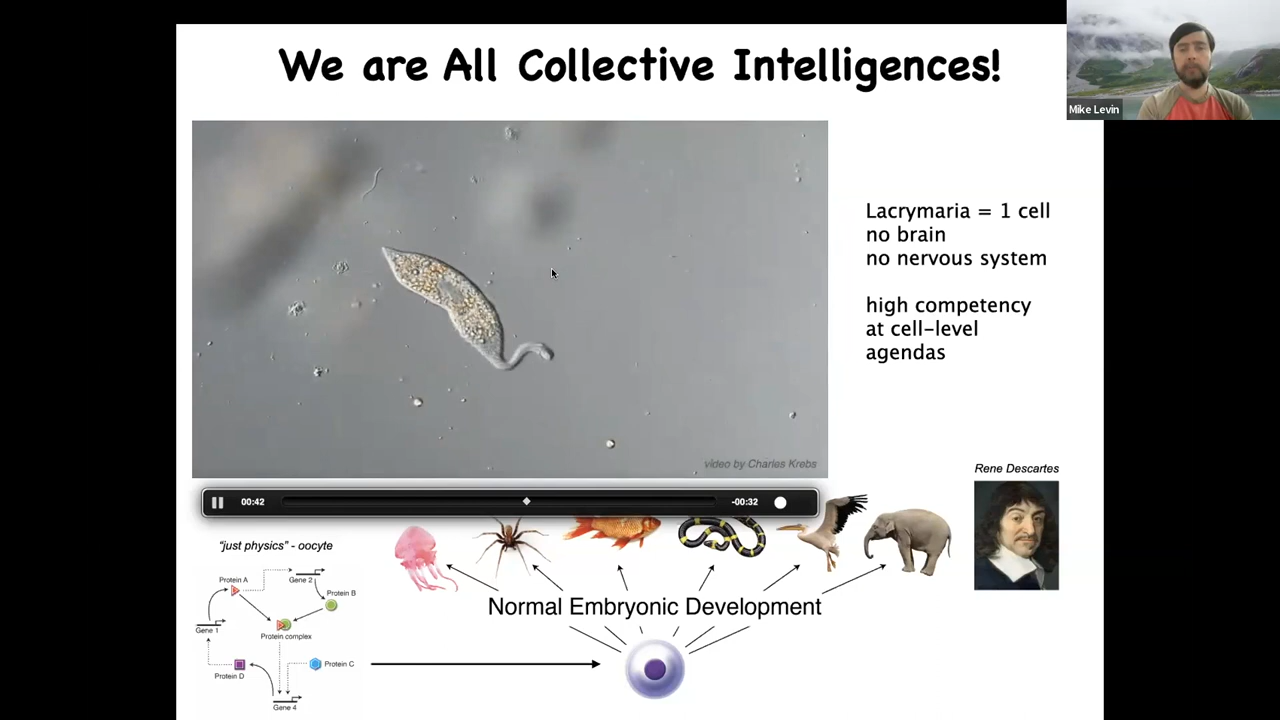 We are All Collective Intelligences!
Mike Levin
Lacrymaria = 1 cell
no brain
no nervous system
high competency
at cell-level
agendas
video by Charles Krebs
Rene Descartes
00:42
-00:32
“just physics” - oocyte
Protein A
Gene 2
Protein B
Gene 1
Protein complex
Protein C
Protein D
Gene 4
Normal Embryonic Development